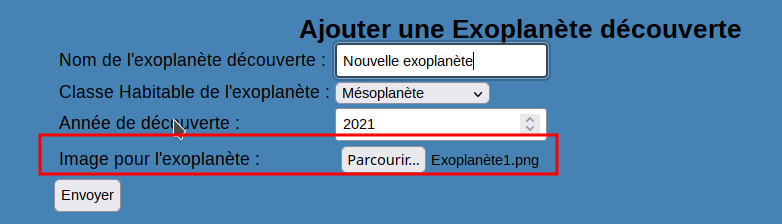 Ajouter une Exoplanète découverte
Nom de l'exoplanète découverte : Nouvelle exoplanète
Classe Habitable de l'exoplanète : Mésoplanète
Année de découverte : 2021
Image pour l'exoplanète : Parcourir... Exoplanète1.png
Envoyer